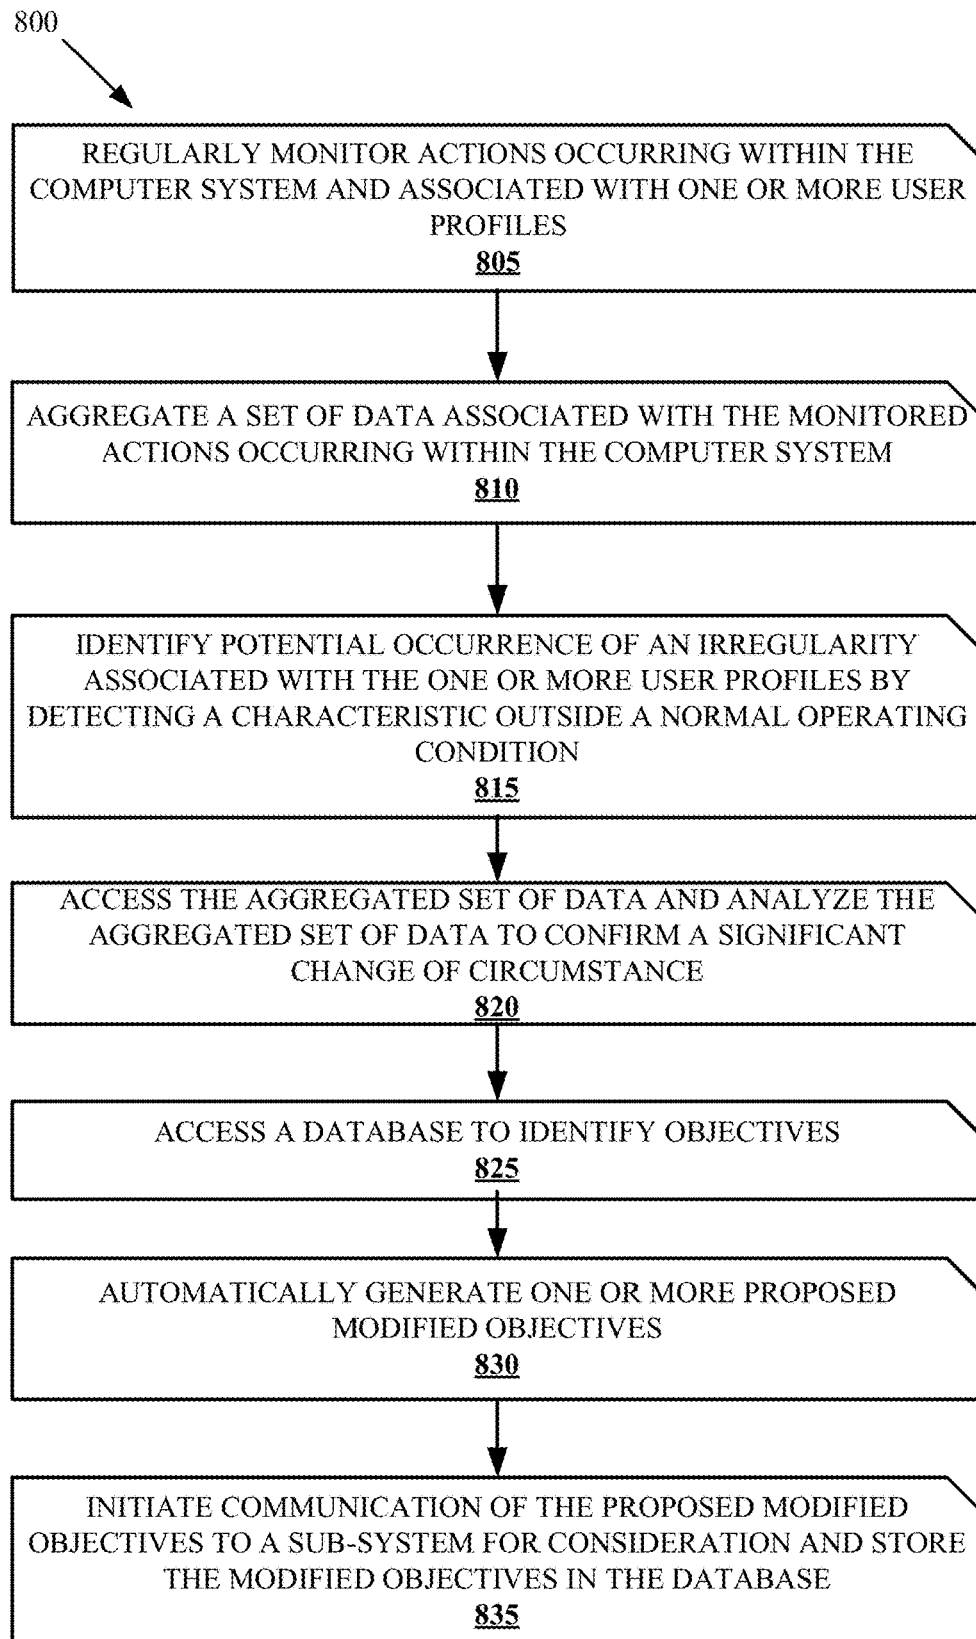 800
REGULARLY MONITOR ACTIONS OCCURRING WITHIN THE
COMPUTER SYSTEM AND ASSOCIATED WITH ONE OR MORE USER
PROFILES
805
AGGREGATE A SET OF DATA ASSOCIATED WITH THE MONITORED
ACTIONS OCCURRING WITHIN THE COMPUTER SYSTEM
810
IDENTIFY POTENTIAL OCCURRENCE OF AN IRREGULARITY
ASSOCIATED WITH THE ONE OR MORE USER PROFILES BY
DETECTING A CHARACTERISTIC OUTSIDE A NORMAL OPERATING
CONDITION
815
ACCESS THE AGGREGATED SET OF DATA AND ANALYZE THE
AGGREGATED SET OF DATA TO CONFIRM A SIGNIFICANT
CHANGE OF CIRCUMSTANCE
820
ACCESS A DATABASE TO IDENTIFY OBJECTIVES
825
AUTOMATICALLY GENERATE ONE OR MORE PROPOSED
MODIFIED OBJECTIVES
830
INITIATE COMMUNICATION OF THE PROPOSED MODIFIED
OBJECTIVES TO A SUB-SYSTEM FOR CONSIDERATION AND STORE
THE MODIFIED OBJECTIVES IN THE DATABASE
835